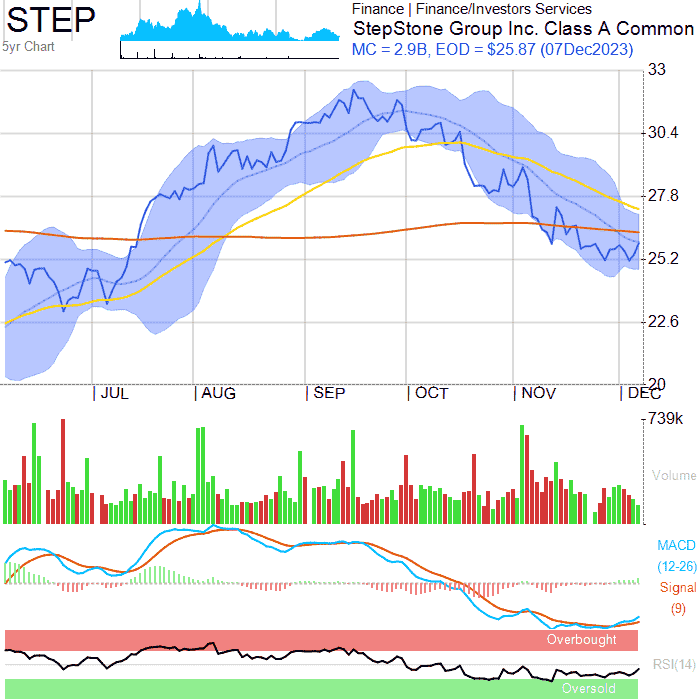 STEP
5yr Chart
Finance | Finance/Investors Services
StepStone Group Inc. Class A Common
MC = 2.9B, EOD = $25.87 (07Dec2023)
33
30.4
27.8
25.2
22.6
20
JUL
AUG
SEP
OCT
NOV
DEC
739k
Volume
MACD
(12-26)
Signal
(9)
Overbought
RSI(14)
Oversold